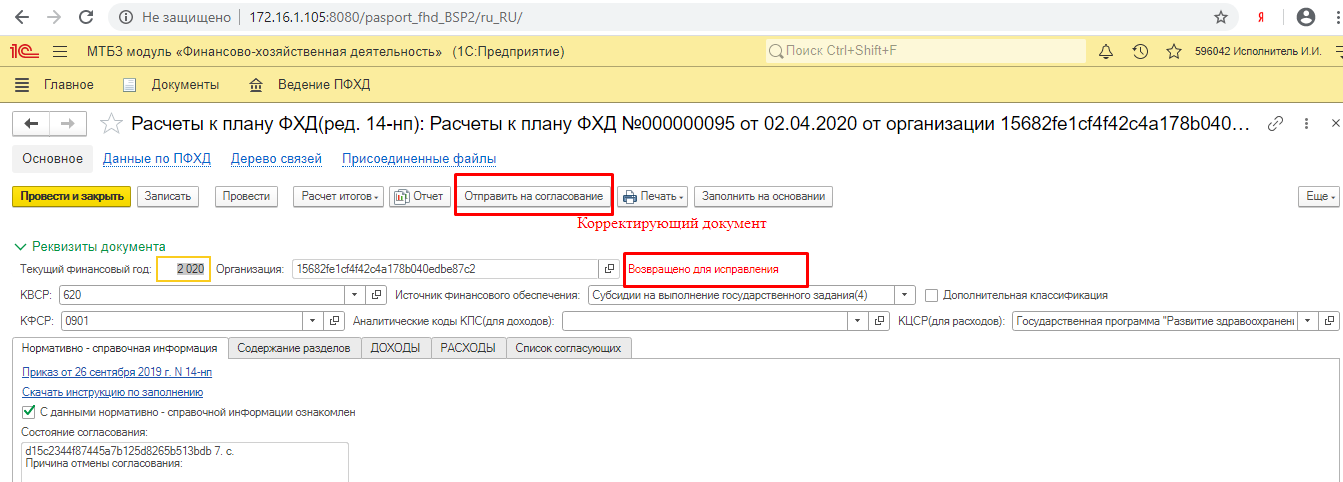 Не защищено 172.16.1.105:8080/pasport_fhd_BSP2/ru_RU/ Я
1С МТБЗ модуль «Финансово-хозяйственная деятельность» (1С:Предприятие) Поиск Ctrl+Shift+F 596042 Исполнитель И.И.
Главное Документы Ведение ПФХД
Расчеты к плану ФХД(ред. 14-нп): Расчеты к плану ФХД №000000095 от 02.04.2020 от организации 15682fe1cf4f42c4a178b040...
Основное Данные по ПФХД Дерево связей Присоединенные файлы
Провести и закрыть Записать Провести Расчет итогов Отчет Отправить на согласование Печать Заполнить на основании Еще
Корректирующий документ
Реквизиты документа
Текущий финансовый год: 2 020 Организация: 15682fe1cf4f42c4a178b040edbe87c2 Возвращено для исправления
КВСР: 620 Источник финансового обеспечения: Субсидии на выполнение государственного задания(4) Дополнительная классификация
КФСР: 0901 Аналитические коды КПС(для доходов): КЦСР(для расходов): Государственная программа "Развитие здравоохранени
Нормативно - справочная информация Содержание разделов ДОХОДЫ РАСХОДЫ Список согласующих
Приказ от 26 сентября 2019 г. N 14-нп
Скачать инструкцию по заполнению
С данными нормативно - справочной информации ознакомлен
Состояние согласования:
d15c2344f87445a7b125d8265b513bdb 7. с.
Причина отмены согласования: